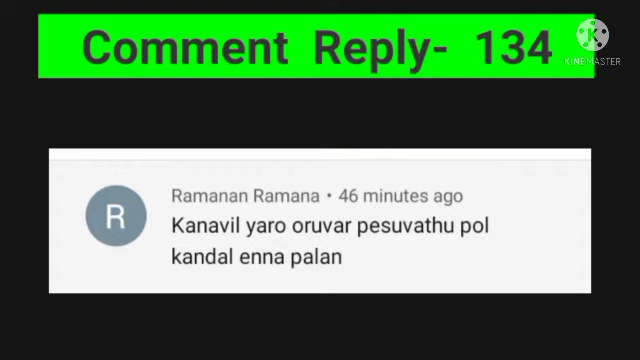 Comment Reply- 134
K
KINEMASTER
R
Ramanan Ramana • 46 minutes ago
Kanavil yaro oruvar pesuvathu pol
kandal enna palan